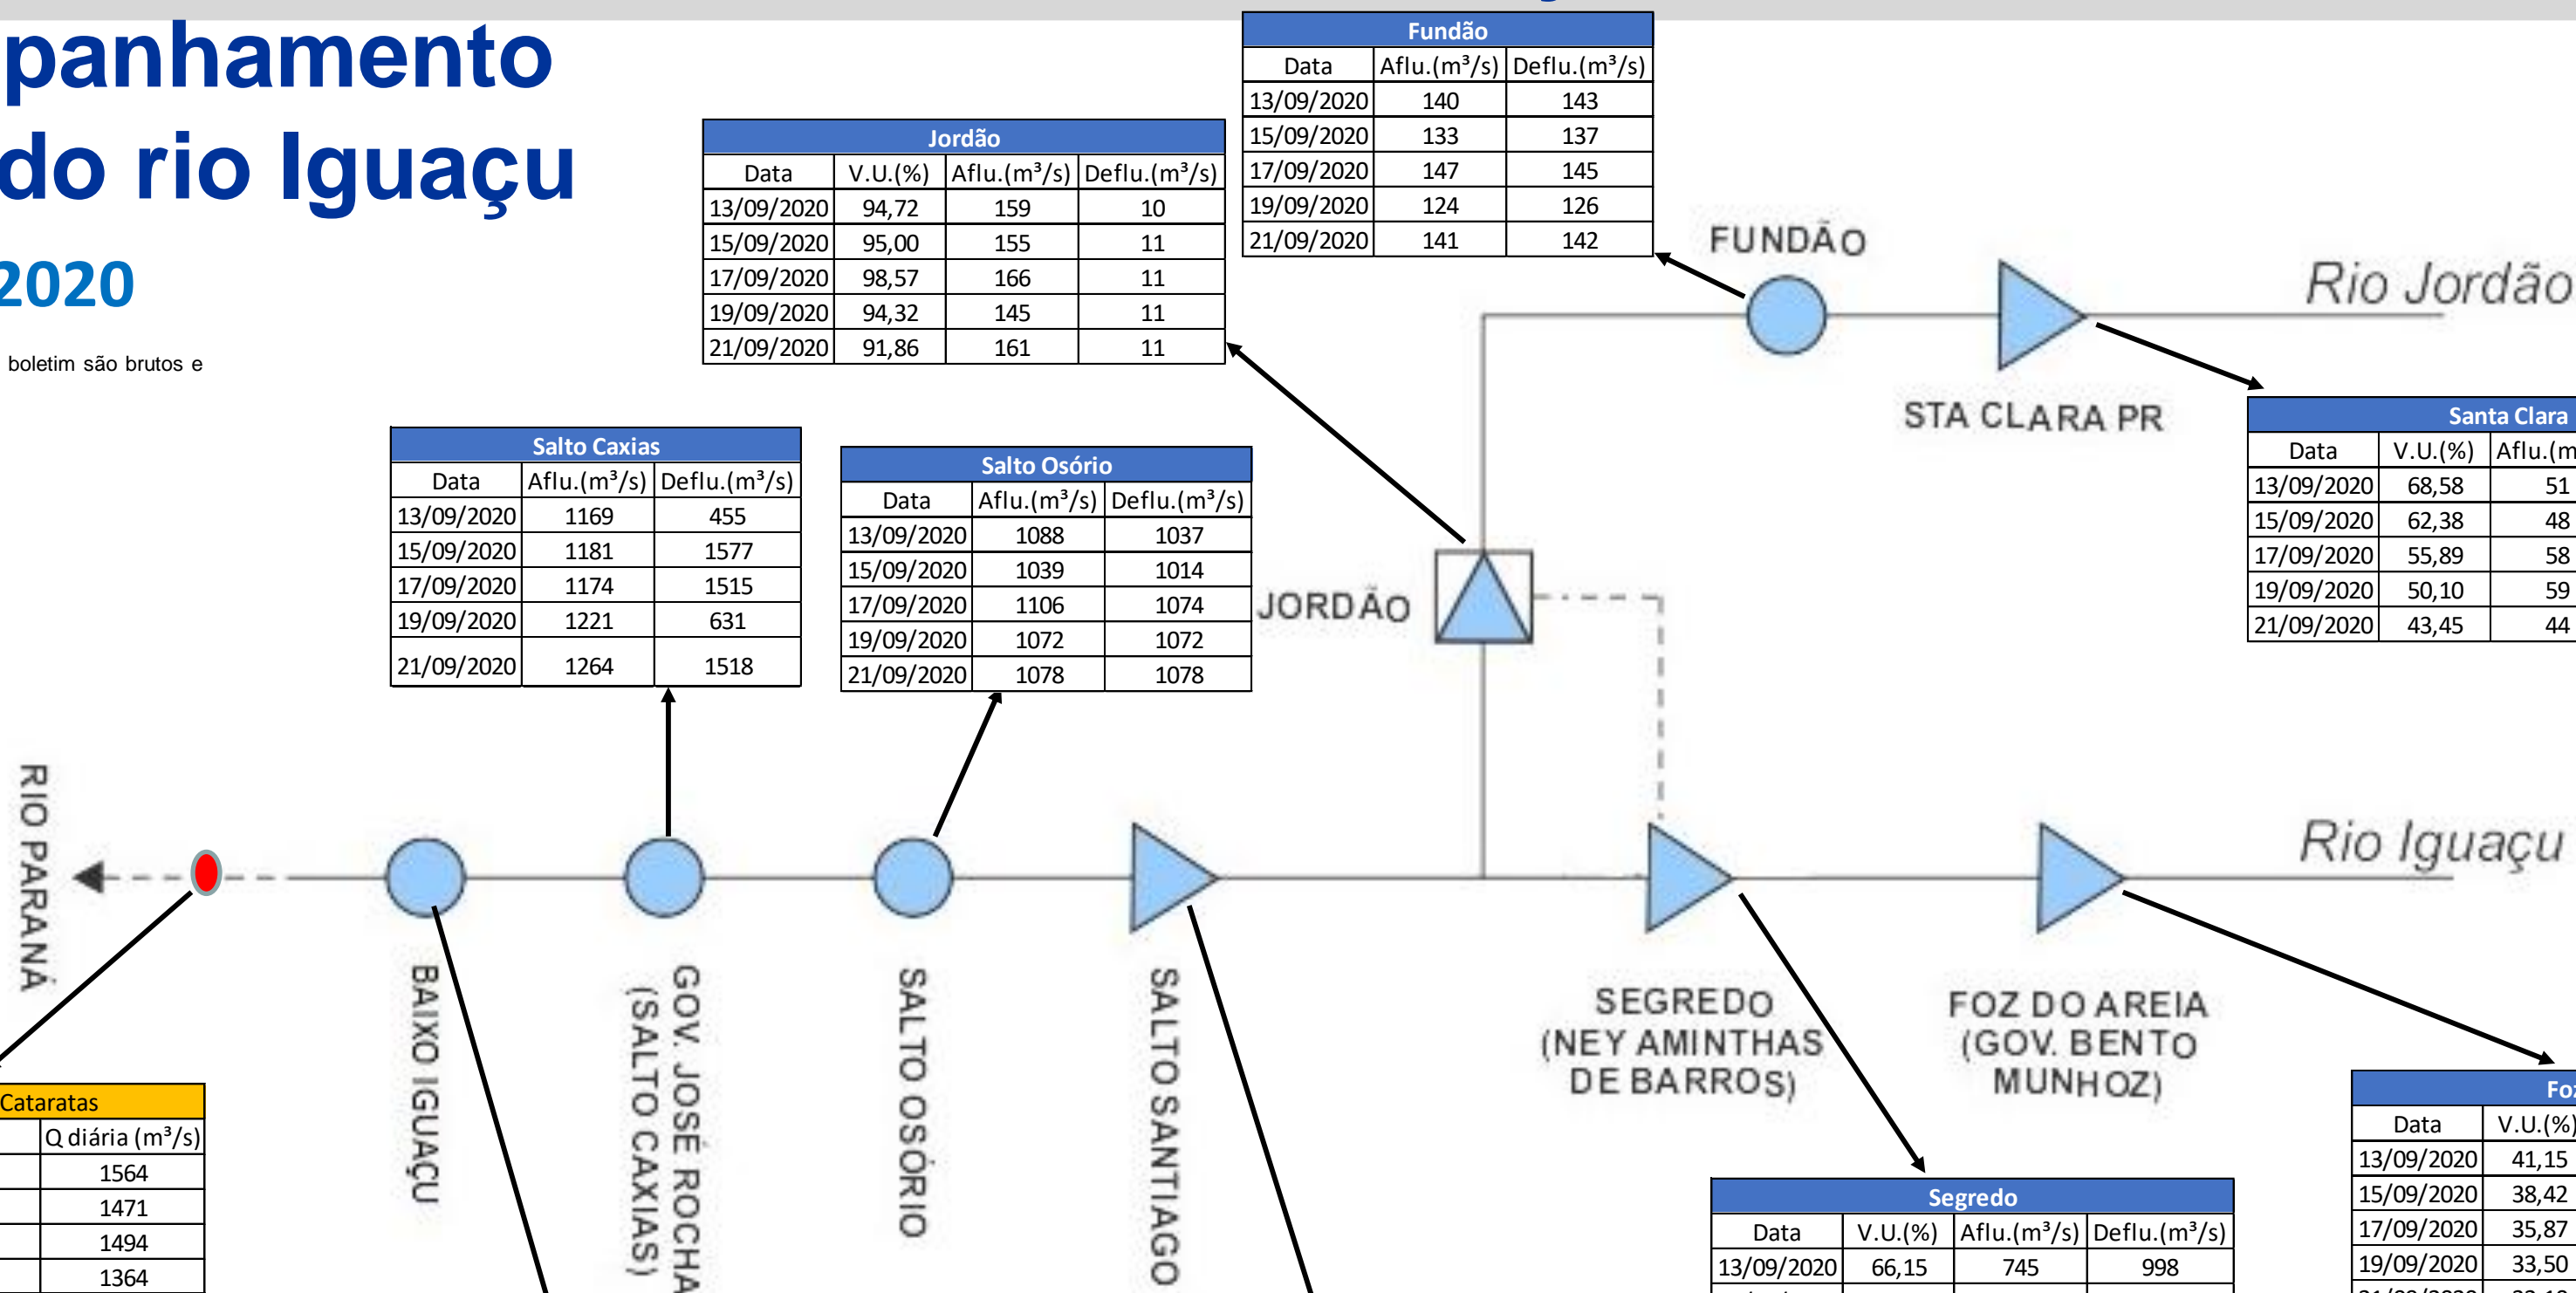 panhamento
do rio Iguaçu
2020
boletim são brutos e
Fundão
Data Aflu.(m³/s) Deflu.(m³/s)
13/09/2020 140 143
15/09/2020 133 137
17/09/2020 147 145
19/09/2020 124 126
21/09/2020 141 142
Jordão
Data V.U.(%) Aflu.(m³/s) Deflu.(m³/s)
13/09/2020 94,72 159 10
15/09/2020 95,00 155 11
17/09/2020 98,57 166 11
19/09/2020 94,32 145 11
21/09/2020 91,86 161 11
FUNDÃO
Rio Jordão
STA CLARA PR
Santa Clara
Data V.U.(%) Aflu.(m
13/09/2020 68,58 51
15/09/2020 62,38 48
17/09/2020 55,89 58
19/09/2020 50,10 59
21/09/2020 43,45 44
Salto Caxias
Data Aflu.(m³/s) Deflu.(m³/s)
13/09/2020 1169 455
15/09/2020 1181 1577
17/09/2020 1174 1515
19/09/2020 1221 631
21/09/2020 1264 1518
Salto Osório
Data Aflu.(m³/s) Deflu.(m³/s)
13/09/2020 1088 1037
15/09/2020 1039 1014
17/09/2020 1106 1074
19/09/2020 1072 1072
21/09/2020 1078 1078
JORDÃO
RIO PARANÁ
Rio Iguaçu
BAIXO IGUAÇU
GOV. JOSÉ ROCHA
(SALTO CAXIAS)
SALTO OSÓRIO
SALTO SANTIAGO
SEGREDO
(NEY AMINTHAS
DE BARROS)
FOZ DO AREIA
(GOV. BENTO
MUNHOZ)
Cataratas
Q diária (m³/s)
1564
1471
1494
1364
Segredo
Data V.U.(%) Aflu.(m³/s) Deflu.(m³/s)
13/09/2020 66,15 745 998
Foz
Data V.U.(%)
13/09/2020 41,15
15/09/2020 38,42
17/09/2020 35,87
19/09/2020 33,50